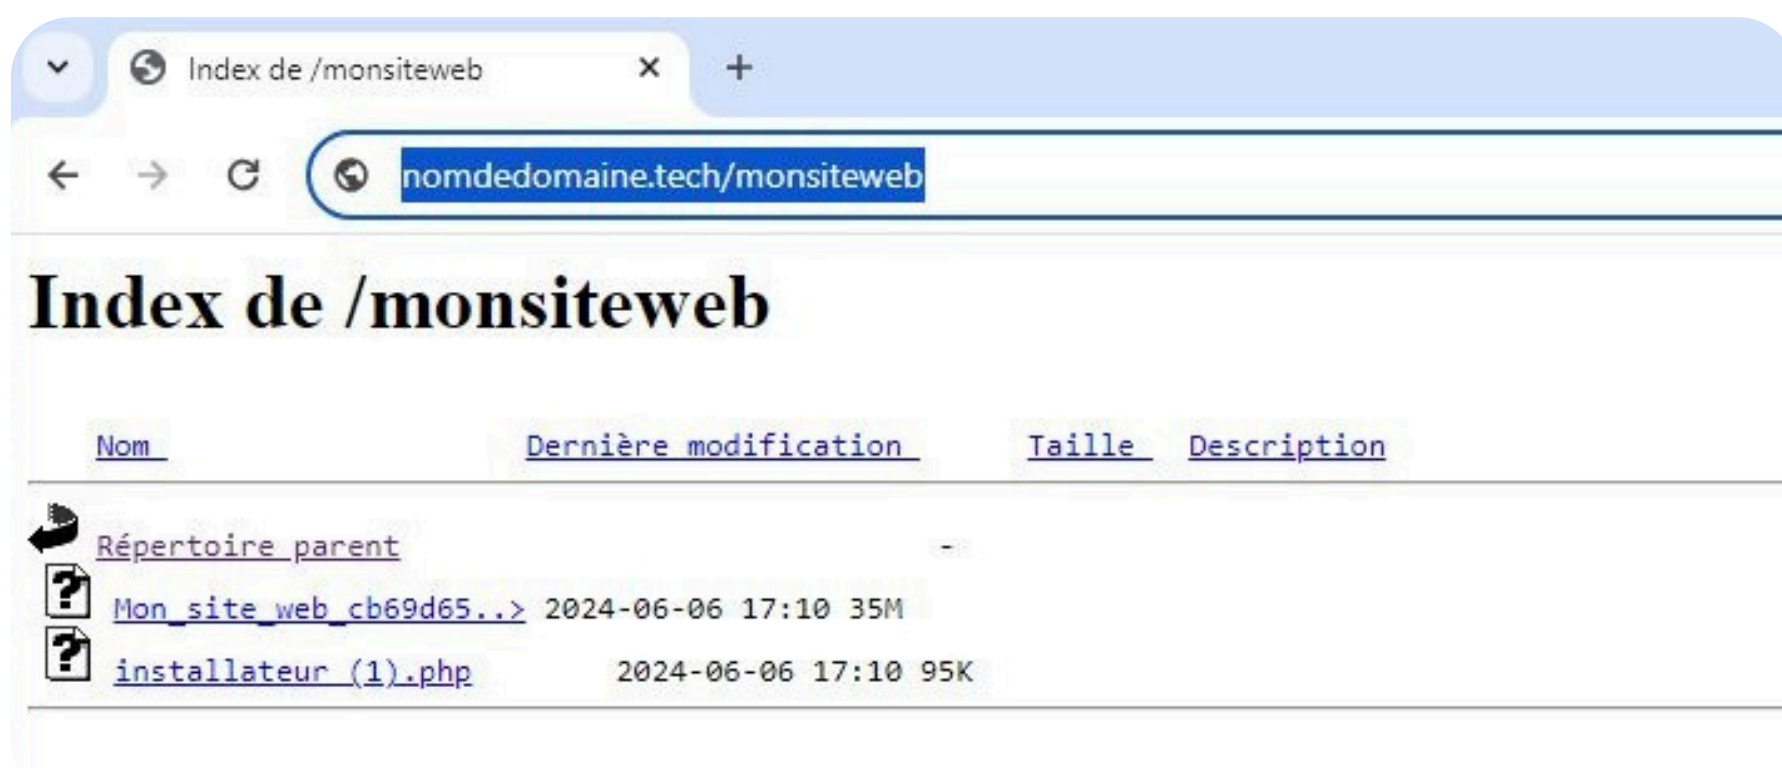 Index de /monsiteweb
nomdedomaine.tech/monsiteweb
Index de /monsiteweb
Nom Dernière modification Taille Description
Répertoire parent -
Mon_site_web_cb69d65..> 2024-06-06 17:10 35M
installateur (1).php 2024-06-06 17:10 95K